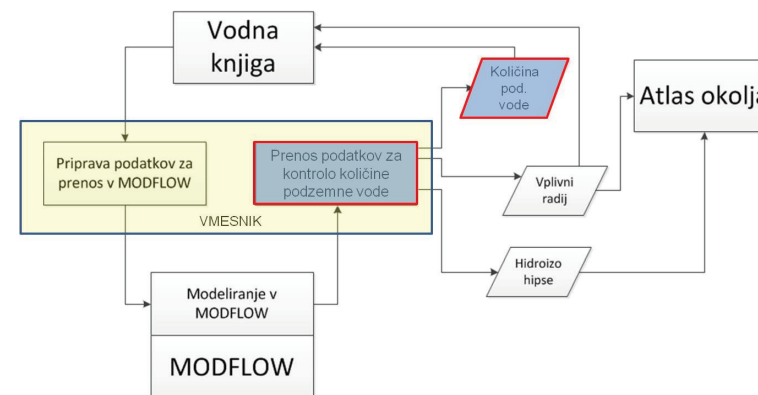 Vodna
knjiga
Količina
pod.
vode
Atlas okolja
Priprava podatkov za
prenos v MODFLOW
Prenos podatkov za
kontrolo količine
podzemne vode
Vplivni
radij
VMESNIK
Hidroizo
hipse
Modeliranje v
MODFLOW
MODFLOW